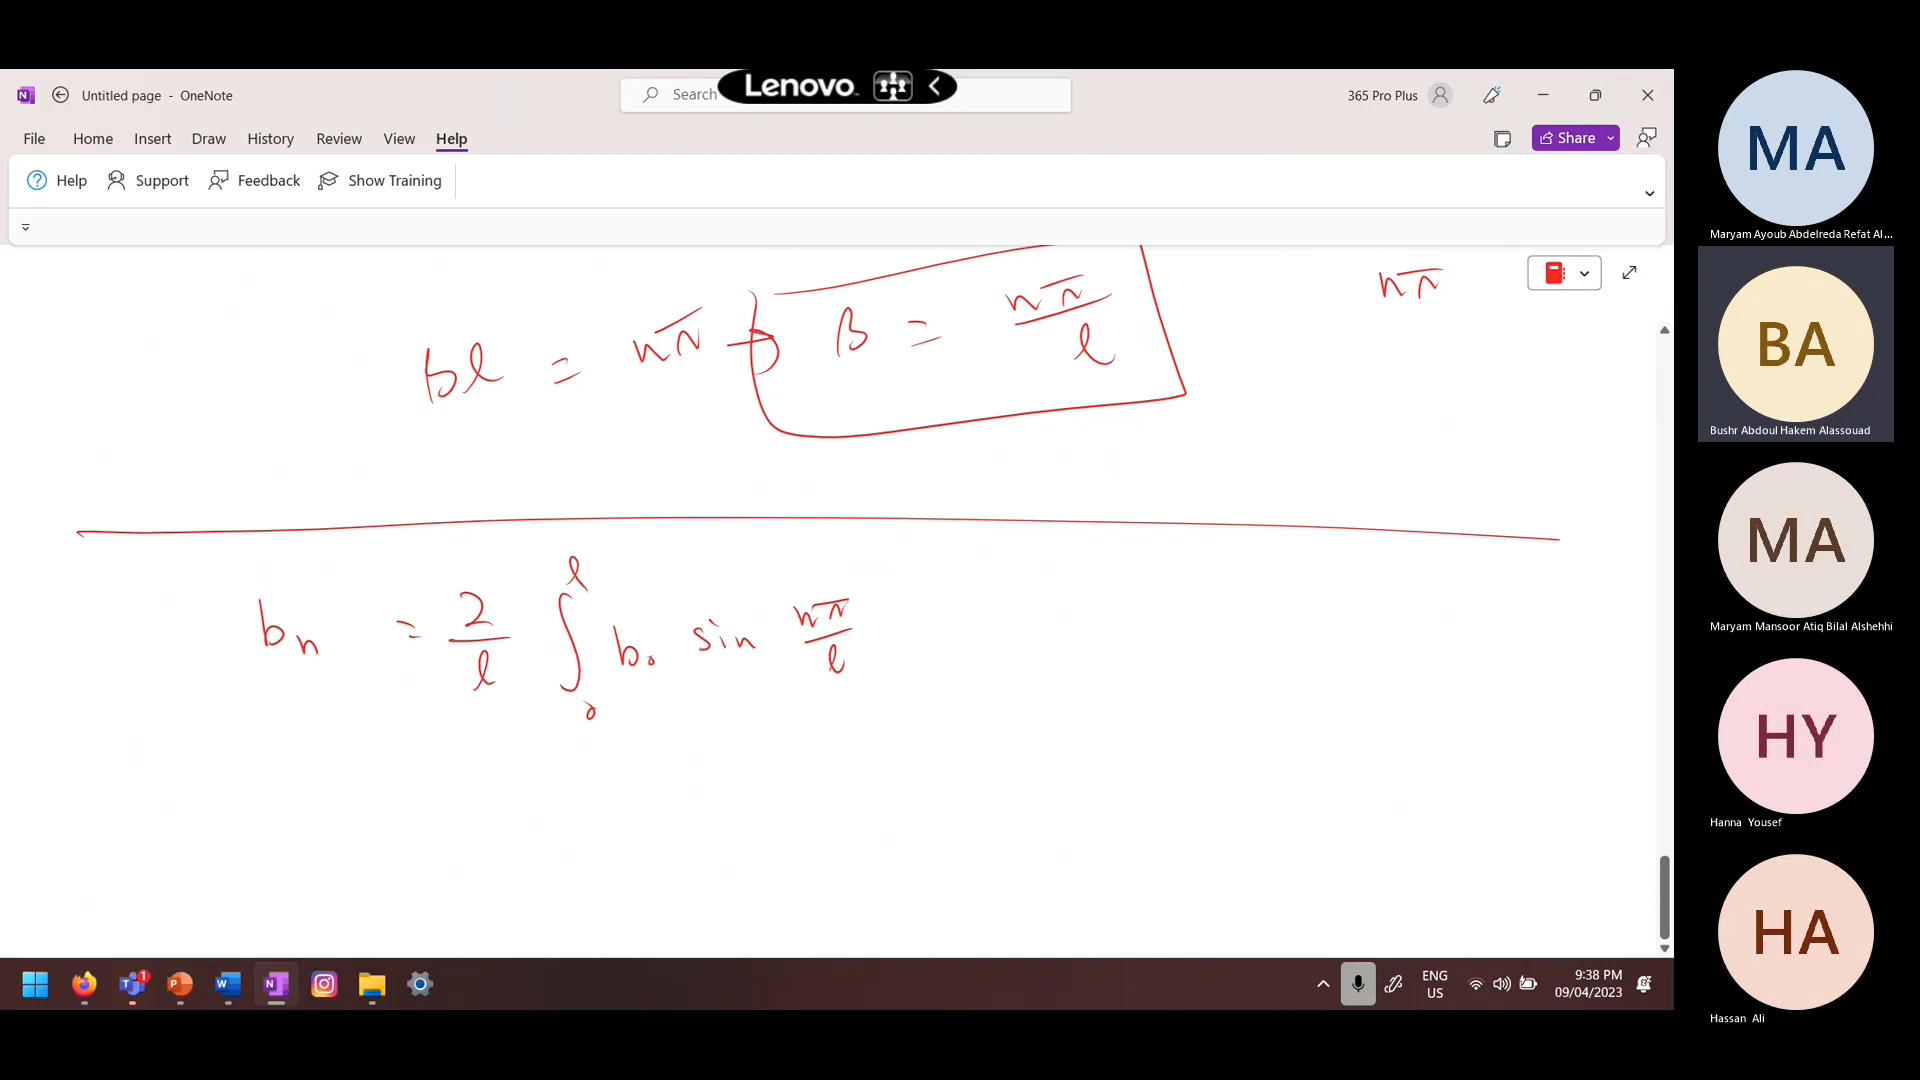 Untitled page - OneNote
Search
Lenovo
365 Pro Plus
File Home Insert Draw History Review View Help
Share
Help Support Feedback Show Training
bl = nπ → β = nπ/l
nπ
bₙ = 2/l ∫₀ˡ b₀ sin nπ/l
MA
Maryam Ayoub Abdelreda Refat Al...
BA
Bushr Abdoul Hakem Alassouad
MA
Maryam Mansoor Atiq Bilal Alshehhi
HY
Hanna Yousef
HA
Hassan Ali
1
ENG
US
9:38 PM
09/04/2023